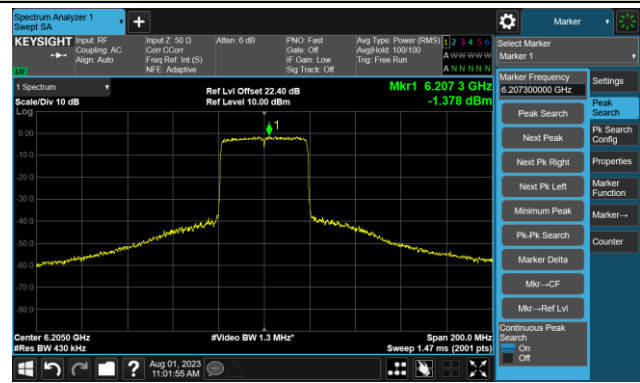 Spectrum Analyzer 1
Swept SA
+
Marker
KEYSIGHT
Input: RF
Coupling: AC
Align: Auto
Input Z: 50 Ω
Corr CCorr
Freq Ref: Int (S)
NFE: Adaptive
Atten: 6 dB
PNO: Fast
Gate: Off
IF Gain: Low
Sig Track: Off
Avg Type: Power (RMS)
Avg|Hold: 100/100
Trig: Free Run
1 2 3 4 5 6
A W W W W W
A N N N N N
LV
Select Marker
Marker 1
1 Spectrum
Scale/Div 10 dB
Log
Ref Lvl Offset 22.40 dB
Ref Level 10.00 dBm
Mkr1 6.207 3 GHz
-1.378 dBm
1
0.00
-10.0
-20.0
-30.0
-40.0
-50.0
-60.0
-70.0
-80.0
Center 6.2050 GHz
#Res BW 430 kHz
#Video BW 1.3 MHz*
Span 200.0 MHz
Sweep 1.47 ms (2001 pts)
Marker Frequency
6.207300000 GHz
Peak Search
Next Peak
Next Pk Right
Next Pk Left
Minimum Peak
Pk-Pk Search
Marker Delta
Mkr→CF
Mkr→Ref Lvl
Continuous Peak
Search
On
Off
Settings
Peak
Search
Pk Search
Config
Properties
Marker
Function
Marker→
Counter
?
Aug 01, 2023
11:01:55 AM